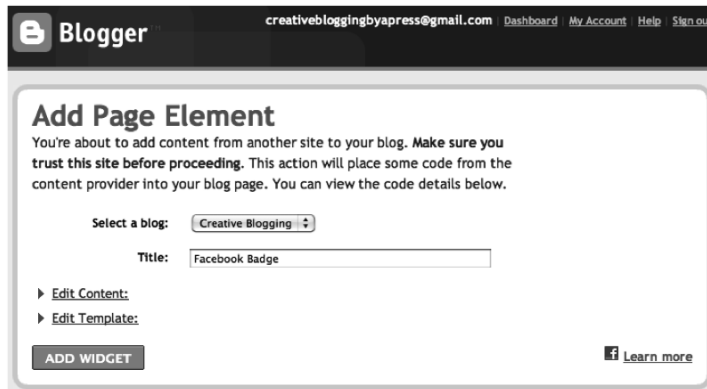 Blogger™
creativebloggingbyapress@gmail.com | Dashboard | My Account | Help | Sign ou
Add Page Element
You're about to add content from another site to your blog. Make sure you
trust this site before proceeding. This action will place some code from the
content provider into your blog page. You can view the code details below.
Select a blog: Creative Blogging
Title: Facebook Badge
Edit Content:
Edit Template:
ADD WIDGET
Learn more